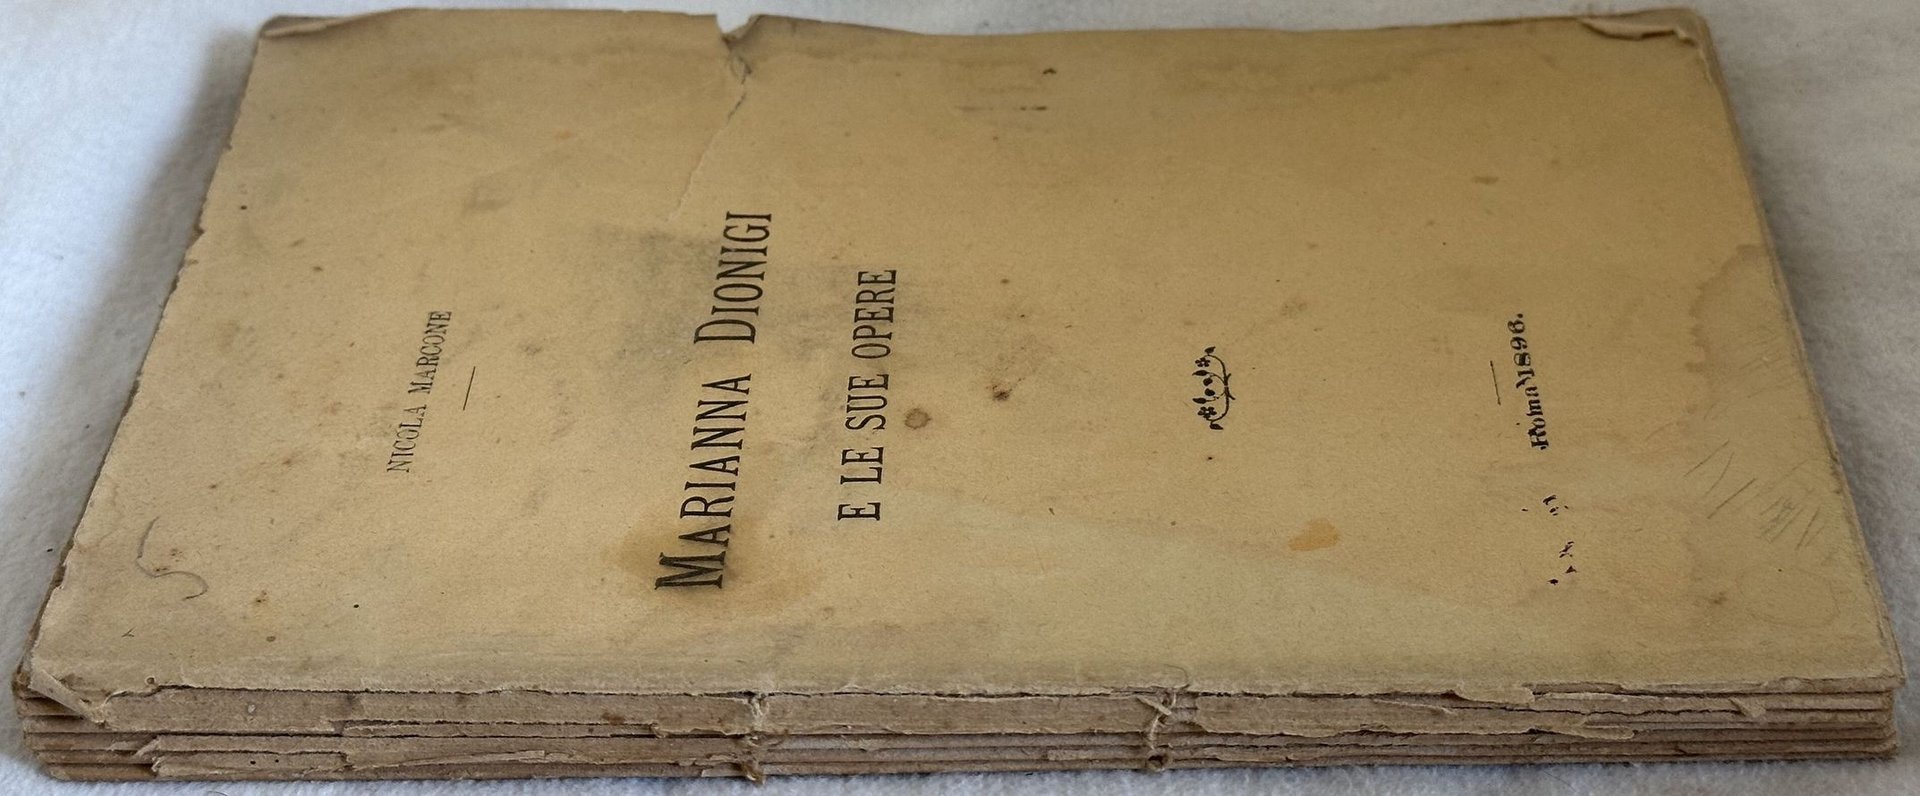 NICOLA MARCONE
MARIANNA DIONIGI
E LE SUE OPERE
Roma 1896.